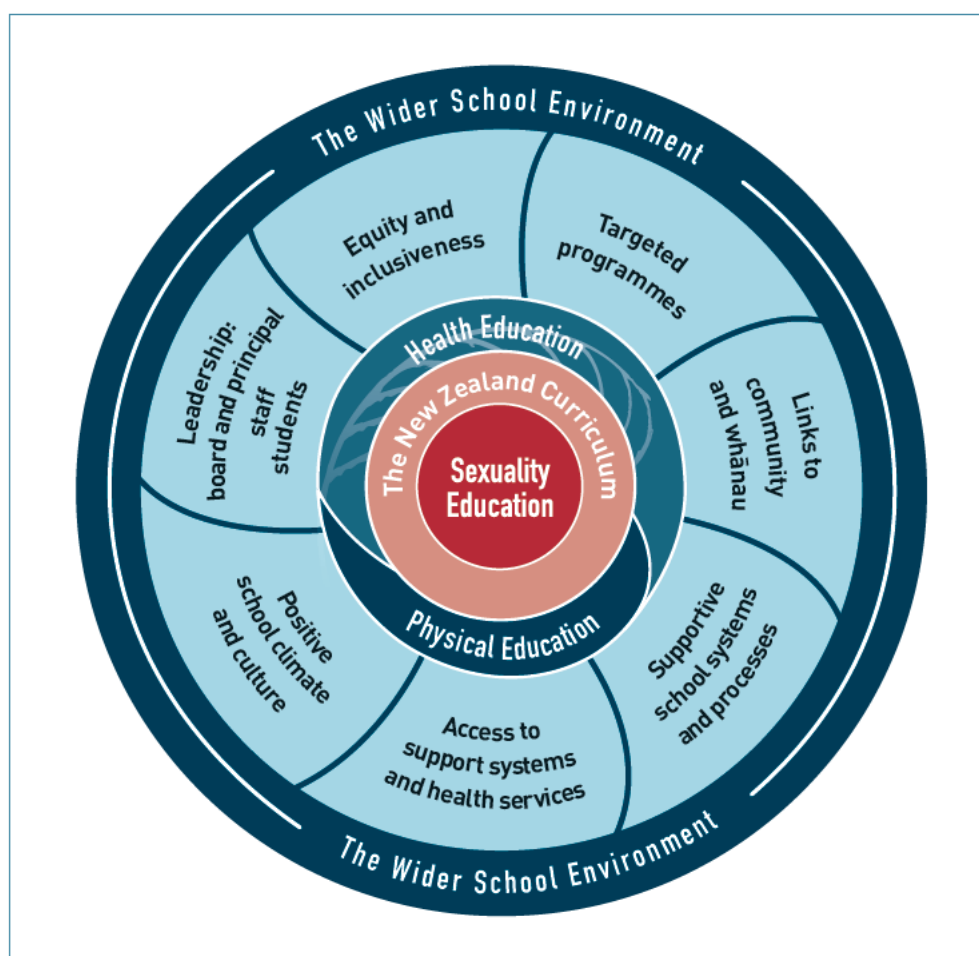 The Wider School Environment
Equity and
inclusiveness
Targeted
programmes
Leadership:
board and principal
staff
students
Health Education
The New Zealand Curriculum
Sexuality
Education
Physical Education
Links to
community
and whānau
Positive
school climate
and culture
Access to
support systems
and health services
Supportive
school systems
and processes
The Wider School Environment